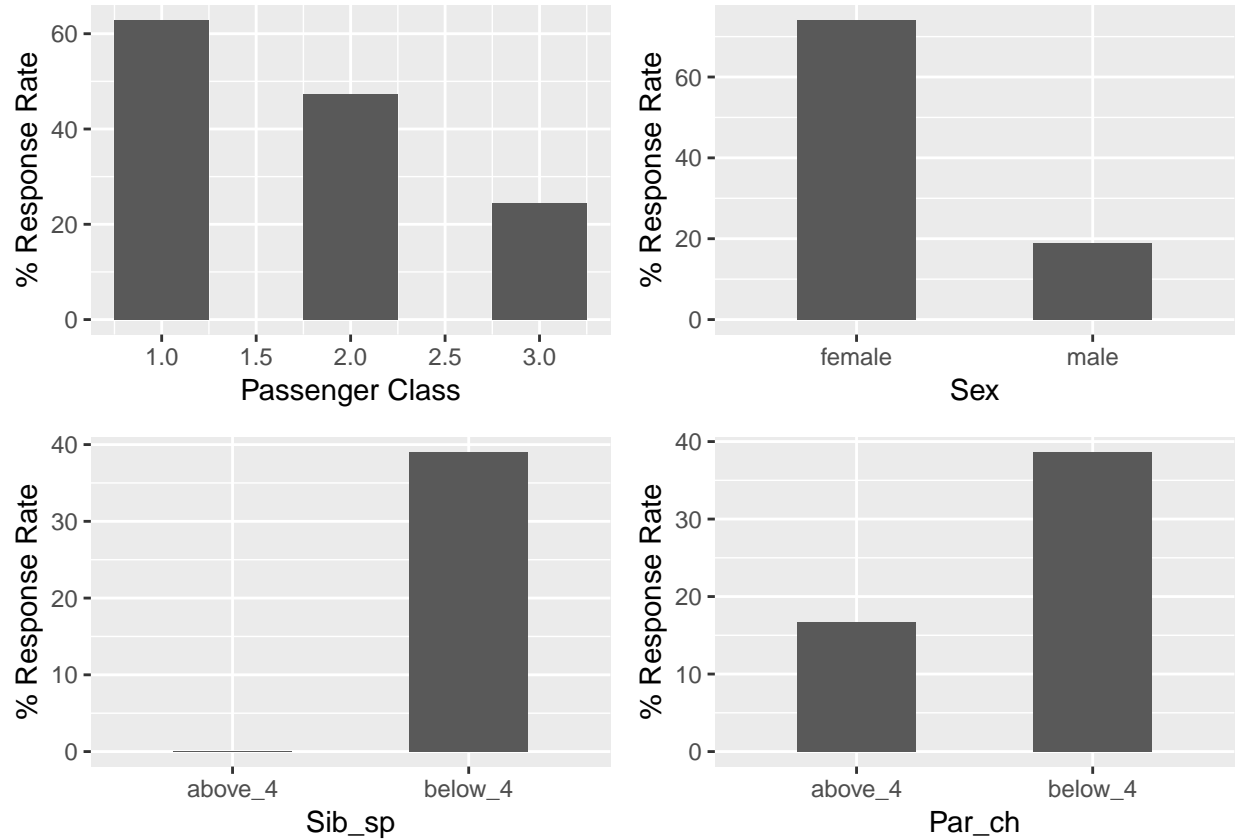 % Response Rate
60
40
20
0
1.0 1.5 2.0 2.5 3.0
Passenger Class
% Response Rate
60
40
20
0
female male
Sex
% Response Rate
40
30
20
10
0
above_4 below_4
Sib_sp
% Response Rate
40
30
20
10
0
above_4 below_4
Par_ch